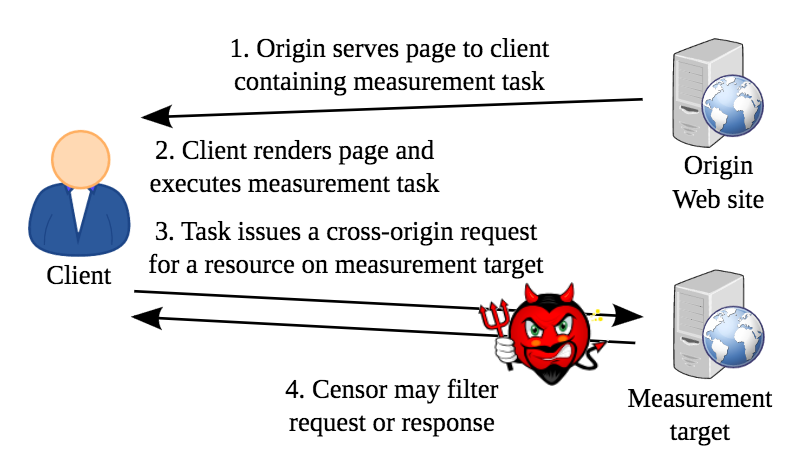 1. Origin serves page to client
containing measurement task
2. Client renders page and
executes measurement task
Origin
Web site
3. Task issues a cross-origin request
for a resource on measurement target
Client
4. Censor may filter
request or response
Measurement
target